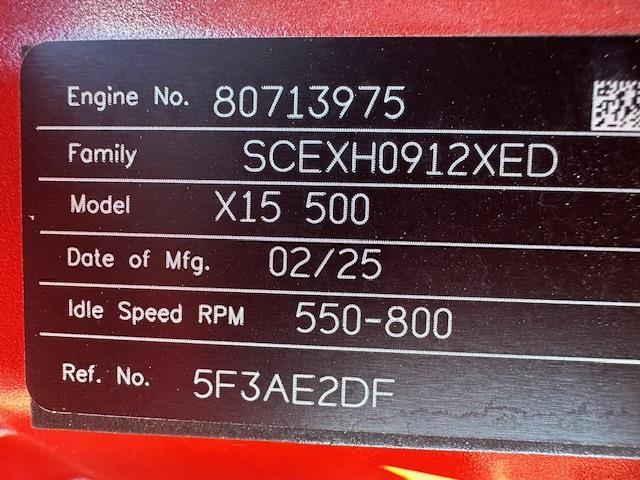 Engine No. 80713975
Family SCEXH0912XED
Model X15 500
Date of Mfg. 02/25
Idle Speed RPM 550-800
Ref. No. 5F3AE2DF